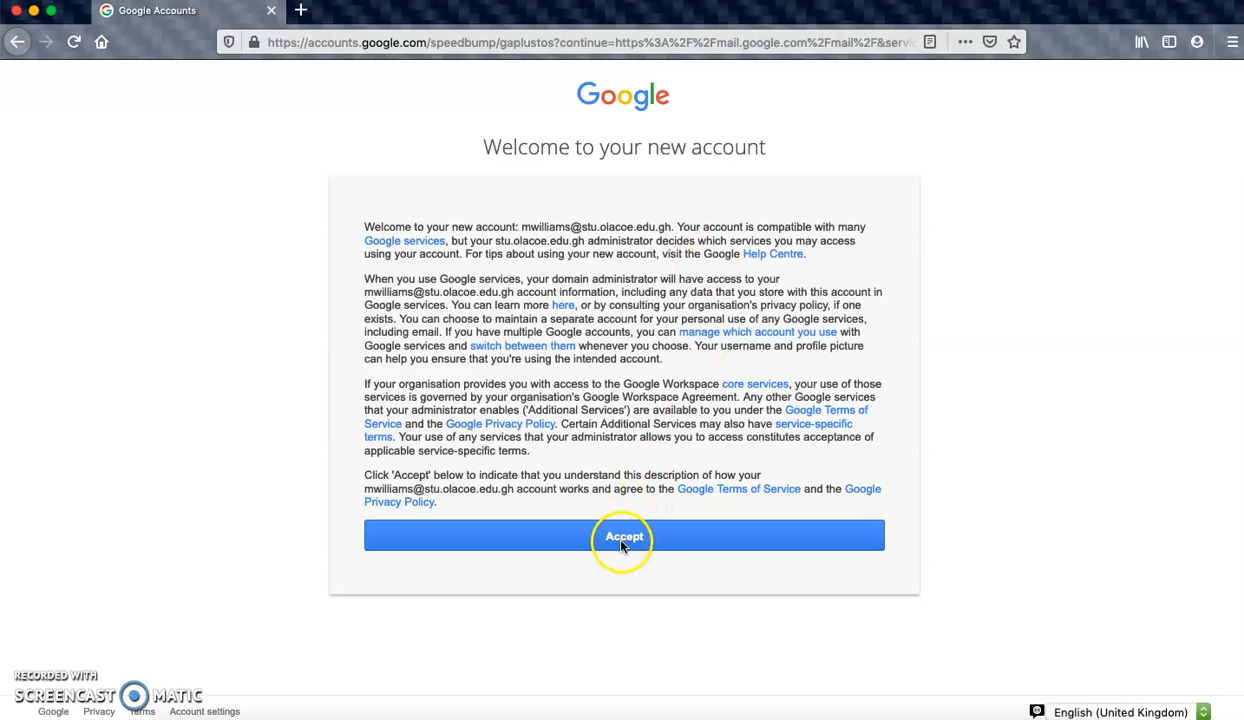 Google Accounts
https://accounts.google.com/speedbump/gaplustos?continue=https%3A%2F%2Fmail.google.com%2Fmail%2F&servi
Google
Welcome to your new account
Welcome to your new account: mwilliams@stu.olacoe.edu.gh. Your account is compatible with many
Google services, but your stu.olacoe.edu.gh administrator decides which services you may access
using your account. For tips about using your new account, visit the Google Help Centre.
When you use Google services, your domain administrator will have access to your
mwilliams@stu.olacoe.edu.gh account information, including any data that you store with this account in
Google services. You can learn more here, or by consulting your organisation's privacy policy, if one
exists. You can choose to maintain a separate account for your personal use of any Google services,
including email. If you have multiple Google accounts, you can manage which account you use with
Google services and switch between them whenever you choose. Your username and profile picture
can help you ensure that you're using the intended account.
If your organisation provides you with access to the Google Workspace core services, your use of those
services is governed by your organisation's Google Workspace Agreement. Any other Google services
that your administrator enables ('Additional Services') are available to you under the Google Terms of
Service and the Google Privacy Policy. Certain Additional Services may also have service-specific
terms. Your use of any services that your administrator allows you to access constitutes acceptance of
applicable service-specific terms.
Click 'Accept' below to indicate that you understand this description of how your
mwilliams@stu.olacoe.edu.gh account works and agree to the Google Terms of Service and the Google
Privacy Policy.
Accept
RECORDED WITH
SCREENCAST MATIC
Google Privacy Terms Account settings
English (United Kingdom)